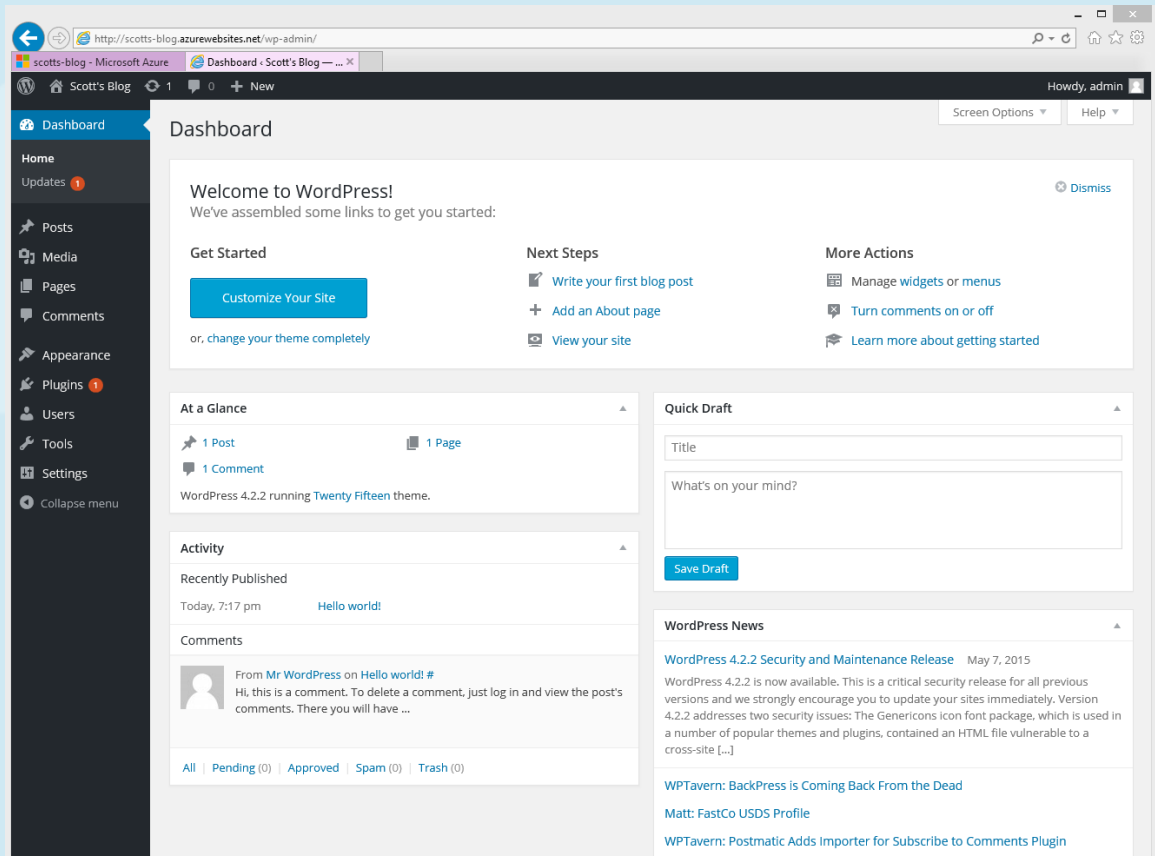 http://scotts-blog.azurewebsites.net/wp-admin/
scotts-blog - Microsoft Azure
Dashboard ‹ Scott's Blog — ...
Scott's Blog 1 0 + New
Howdy, admin
Screen Options
Help
Dashboard
Home
Updates 1
Posts
Media
Pages
Comments
Appearance
Plugins 1
Users
Tools
Settings
Collapse menu
Dashboard
Welcome to WordPress!
We've assembled some links to get you started:
Dismiss
Get Started
Customize Your Site
or, change your theme completely
Next Steps
Write your first blog post
Add an About page
View your site
More Actions
Manage widgets or menus
Turn comments on or off
Learn more about getting started
At a Glance
1 Post
1 Page
1 Comment
WordPress 4.2.2 running Twenty Fifteen theme.
Activity
Recently Published
Today, 7:17 pm Hello world!
Comments
From Mr WordPress on Hello world! #
Hi, this is a comment. To delete a comment, just log in and view the post's
comments. There you will have ...
All | Pending (0) | Approved | Spam (0) | Trash (0)
Quick Draft
Title
What's on your mind?
Save Draft
WordPress News
WordPress 4.2.2 Security and Maintenance Release May 7, 2015
WordPress 4.2.2 is now available. This is a critical security release for all previous
versions and we strongly encourage you to update your sites immediately. Version
4.2.2 addresses two security issues: The Genericons icon font package, which is used in
a number of popular themes and plugins, contained an HTML file vulnerable to a
cross-site [...]
WPTavern: BackPress is Coming Back From the Dead
Matt: FastCo USDS Profile
WPTavern: Postmatic Adds Importer for Subscribe to Comments Plugin